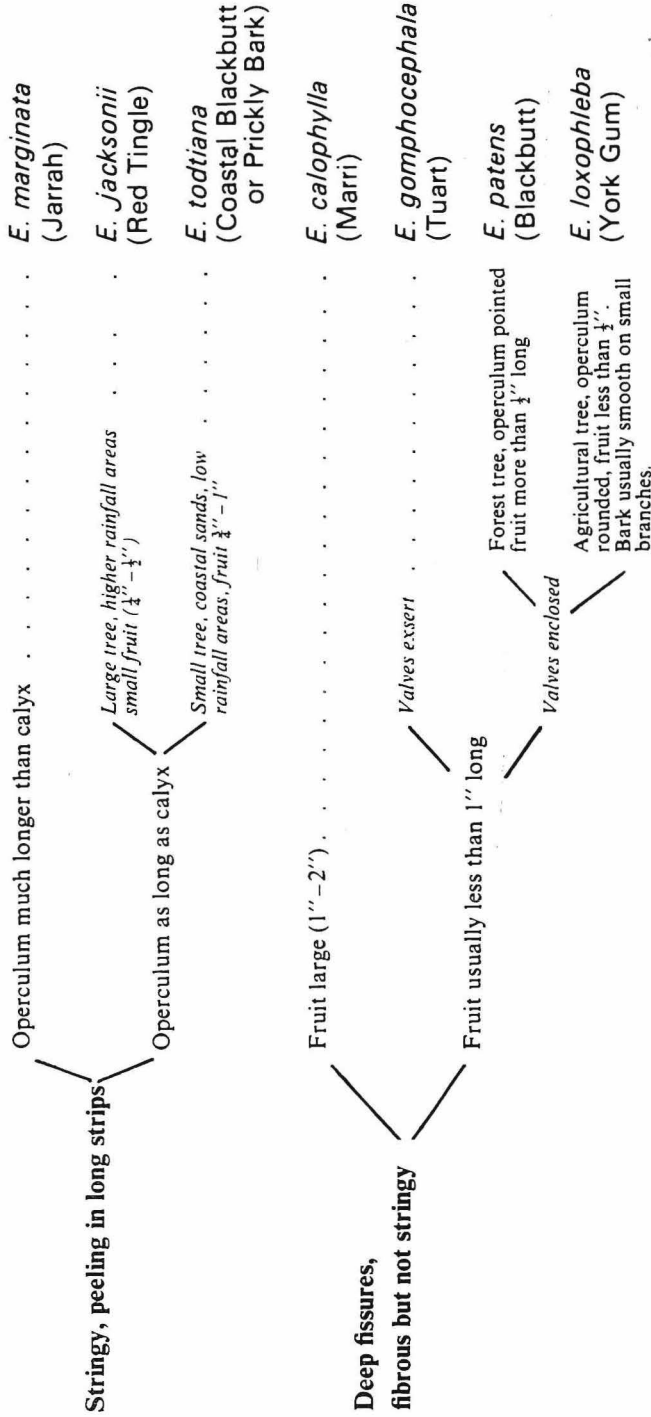 Stringy, peeling in long strips
Operculum much longer than calyx . . . . . . . . . . . . . . .
E. marginata
(Jarrah)
Operculum as long as calyx
Large tree, higher rainfall areas . . .
small fruit (¼″ – ½″)
E. jacksonii
(Red Tingle)
Small tree, coastal sands, low . . . . .
rainfall areas, fruit ¾″ – 1″
E. todtiana
(Coastal Blackbutt
or Prickly Bark)
Deep fissures,
fibrous but not stringy
Fruit large (1″ – 2″) . . . . . . . . . . . . . . . . .
E. calophylla
(Marri)
Fruit usually less than 1″ long
Valves exsert . . . . . . . . .
E. gomphocephala
(Tuart)
Valves enclosed
Forest tree, operculum pointed
fruit more than ½″ long
E. patens
(Blackbutt)
Agricultural tree, operculum
rounded, fruit less than ½″.
Bark usually smooth on small
branches.
E. loxophleba
(York Gum)